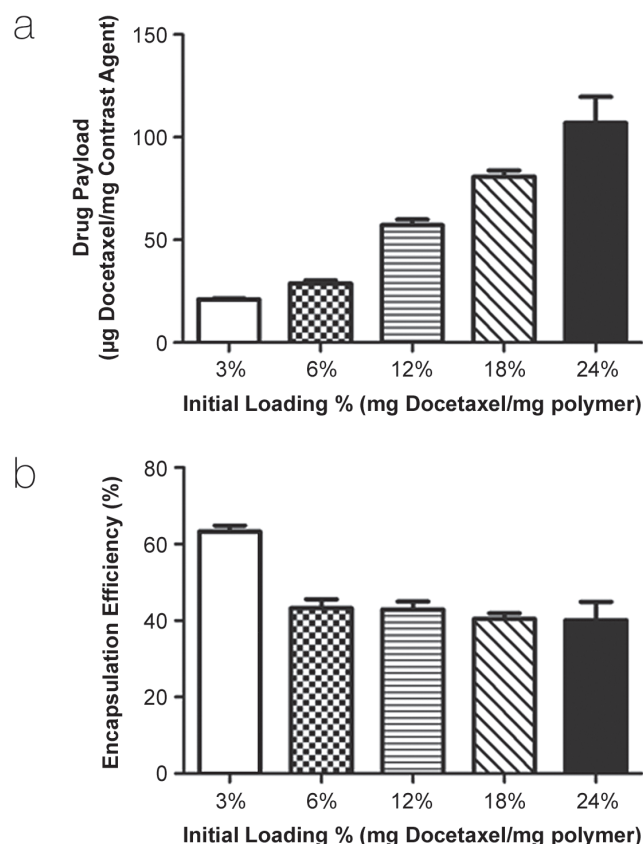 a
Drug Payload
(µg Docetaxel/mg Contrast Agent)
150
100
50
0
3% 6% 12% 18% 24%
Initial Loading % (mg Docetaxel/mg polymer)
b
Encapsulation Efficiency (%)
80
60
40
20
0
3% 6% 12% 18% 24%
Initial Loading % (mg Docetaxel/mg polymer)